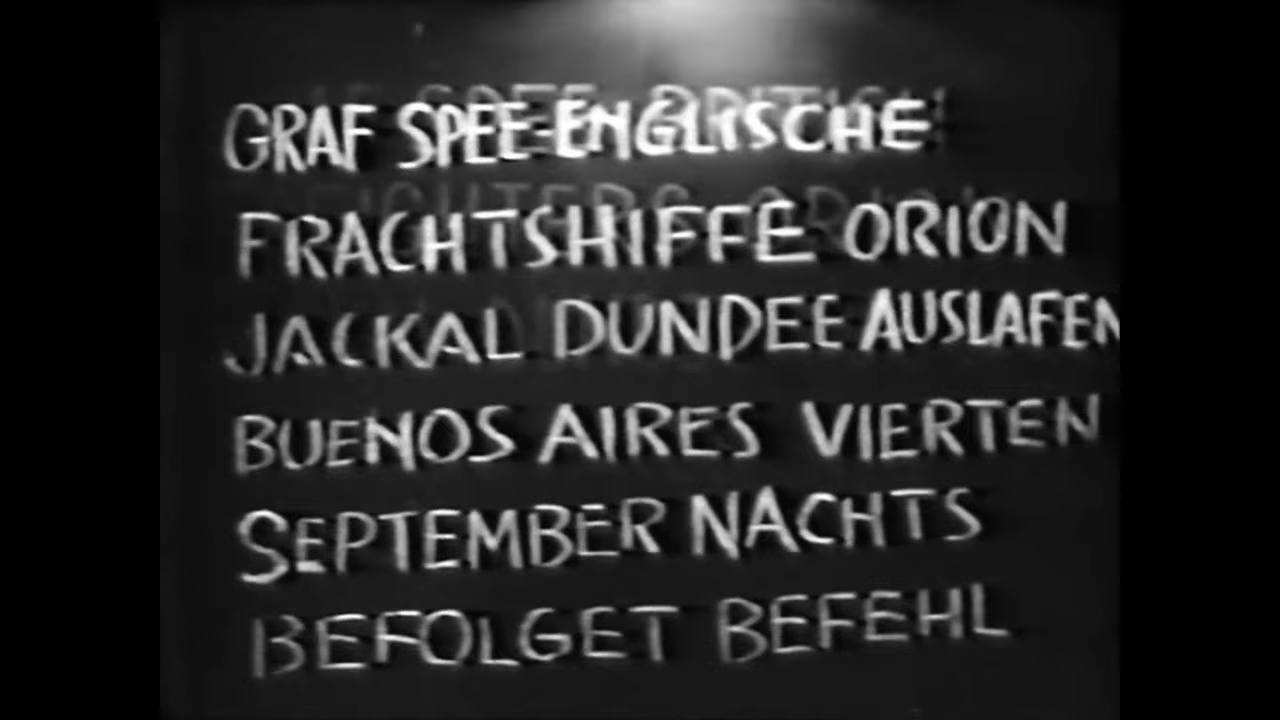 GRAF SPEE-ENGLISCHE
FRACHTSHIFFE ORION
JACKAL DUNDEE AUSLAFEN
BUENOS AIRES VIERTEN
SEPTEMBER NACHTS
BEFOLGET BEFEHL